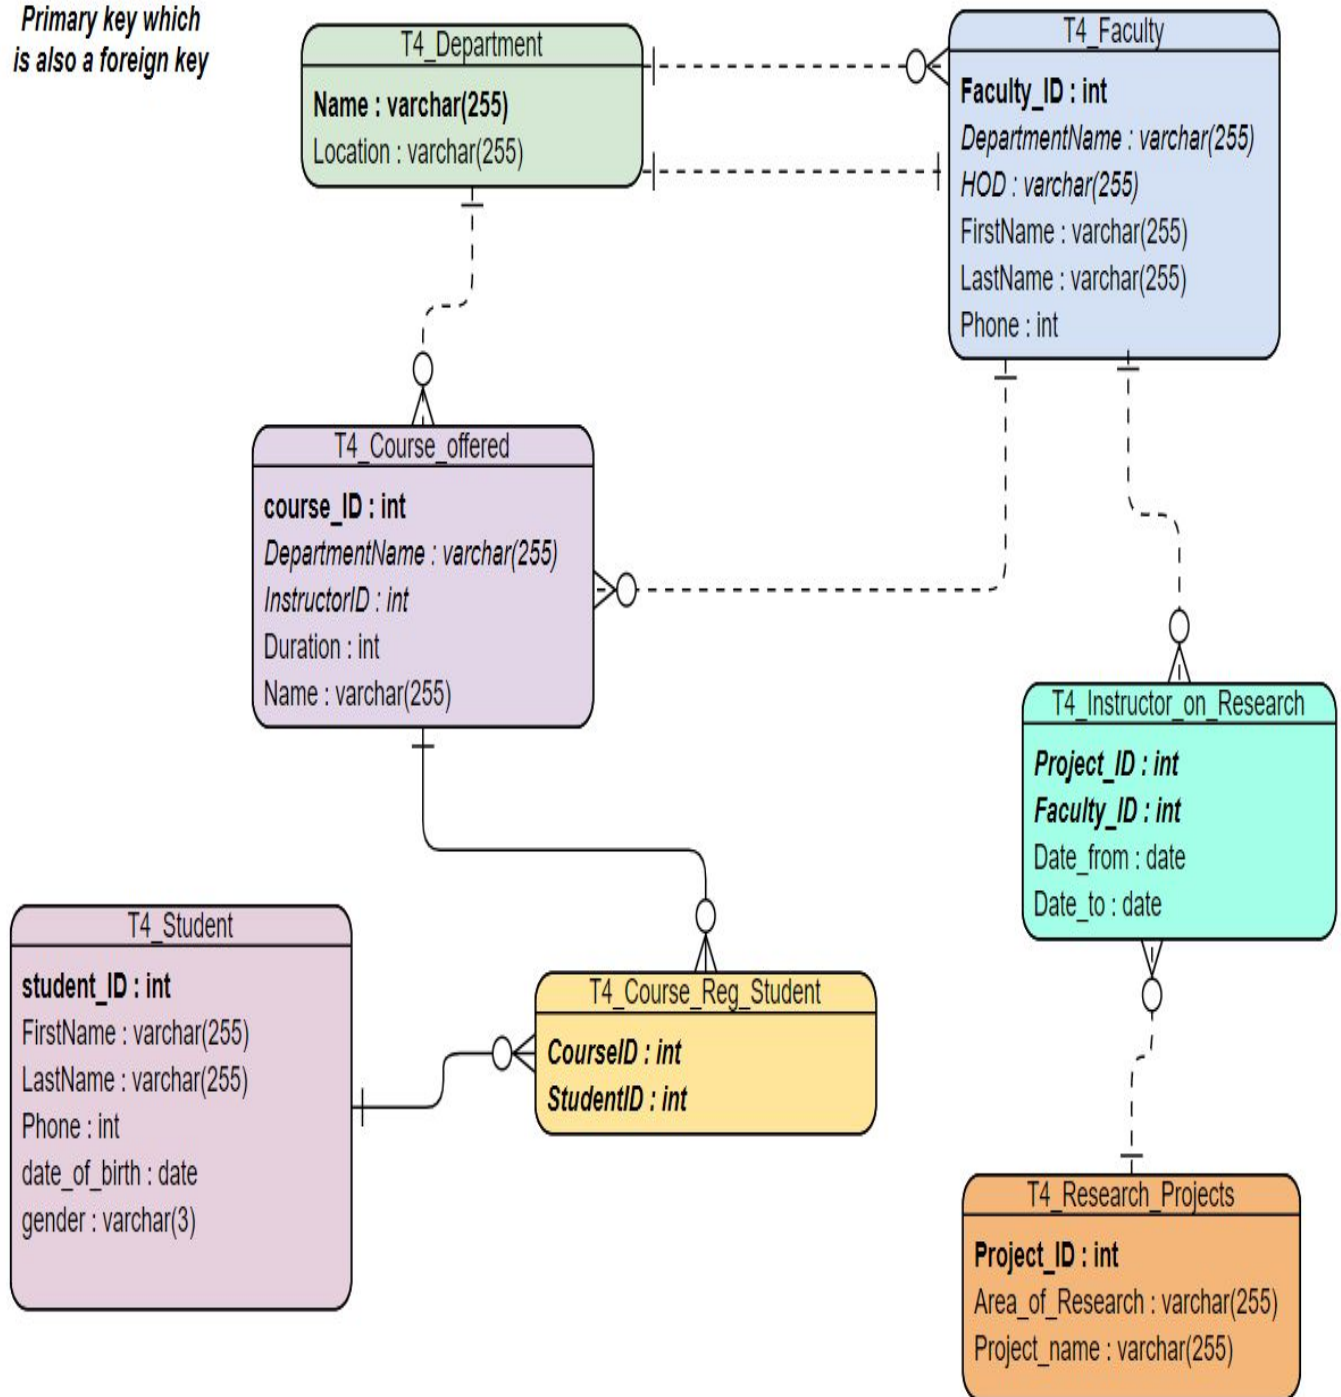 Primary key which
is also a foreign key
T4_Department
Name : varchar(255)
Location : varchar(255)
T4_Faculty
Faculty_ID : int
DepartmentName : varchar(255)
HOD : varchar(255)
FirstName : varchar(255)
LastName : varchar(255)
Phone : int
T4_Course_offered
course_ID : int
DepartmentName : varchar(255)
InstructorID : int
Duration : int
Name : varchar(255)
T4_Instructor_on_Research
Project_ID : int
Faculty_ID : int
Date_from : date
Date_to : date
T4_Student
student_ID : int
FirstName : varchar(255)
LastName : varchar(255)
Phone : int
date_of_birth : date
gender : varchar(3)
T4_Course_Reg_Student
CourseID : int
StudentID : int
T4_Research_Projects
Project_ID : int
Area_of_Research : varchar(255)
Project_name : varchar(255)